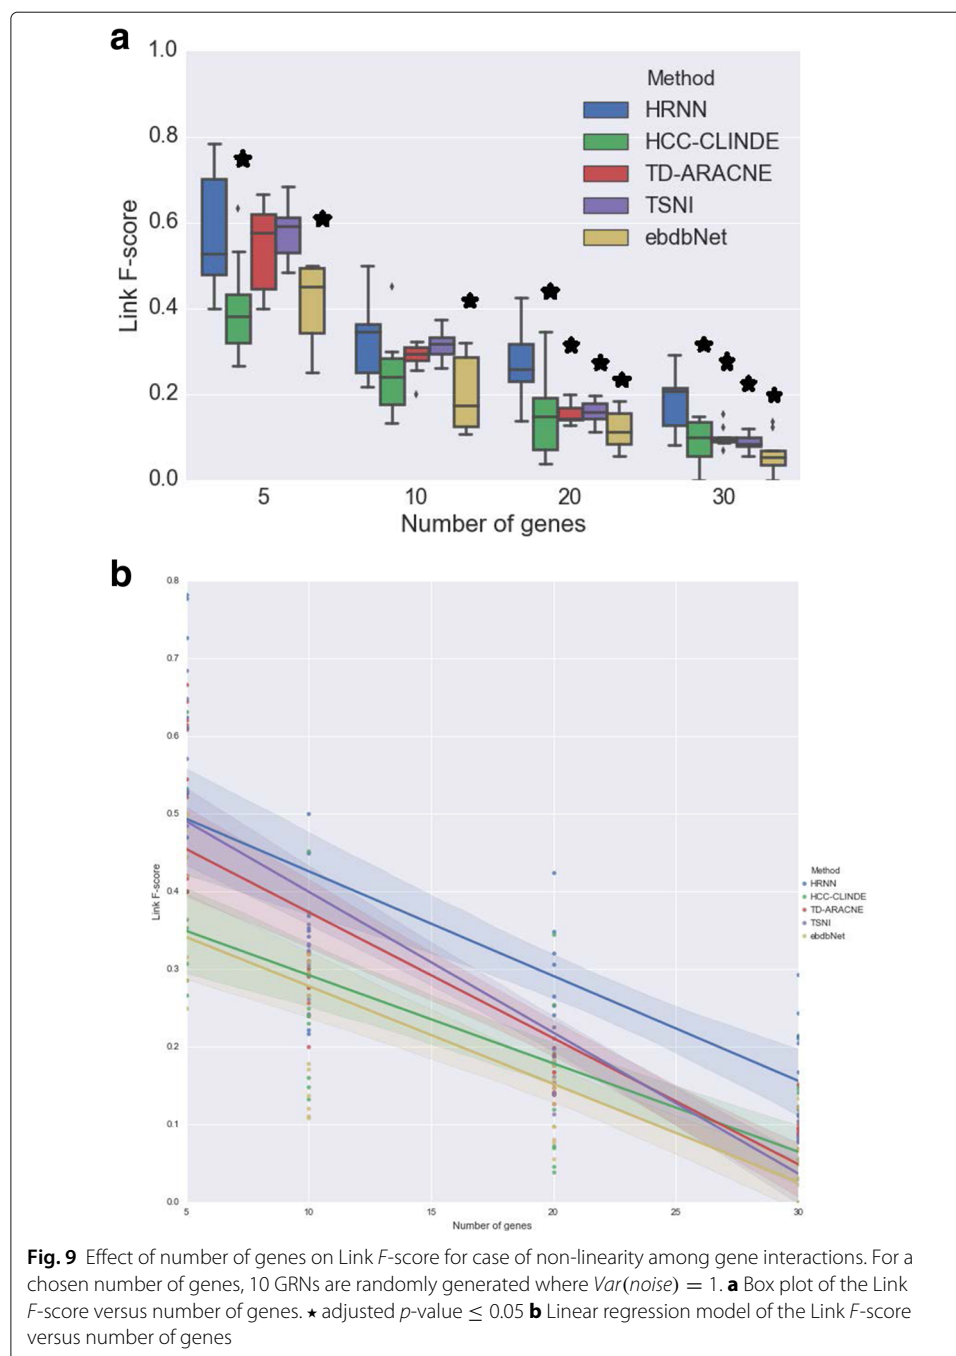 a
1.0
0.8
0.6
0.4
0.2
0.0
Link F-score
Method
HRNN
HCC-CLINDE
TD-ARACNE
TSNI
ebdbNet
5 10 20 30
Number of genes
b
0.8
0.7
0.6
0.5
0.4
0.3
0.2
0.1
0.0
Link F-score
Method
HRNN
HCC-CLINDE
TD-ARACNE
TSNI
ebdbNet
5 10 15 20 25 30
Number of genes
Fig. 9 Effect of number of genes on Link F-score for case of non-linearity among gene interactions. For a
chosen number of genes, 10 GRNs are randomly generated where Var(noise) = 1. a Box plot of the Link
F-score versus number of genes. ★ adjusted p-value ≤ 0.05 b Linear regression model of the Link F-score
versus number of genes